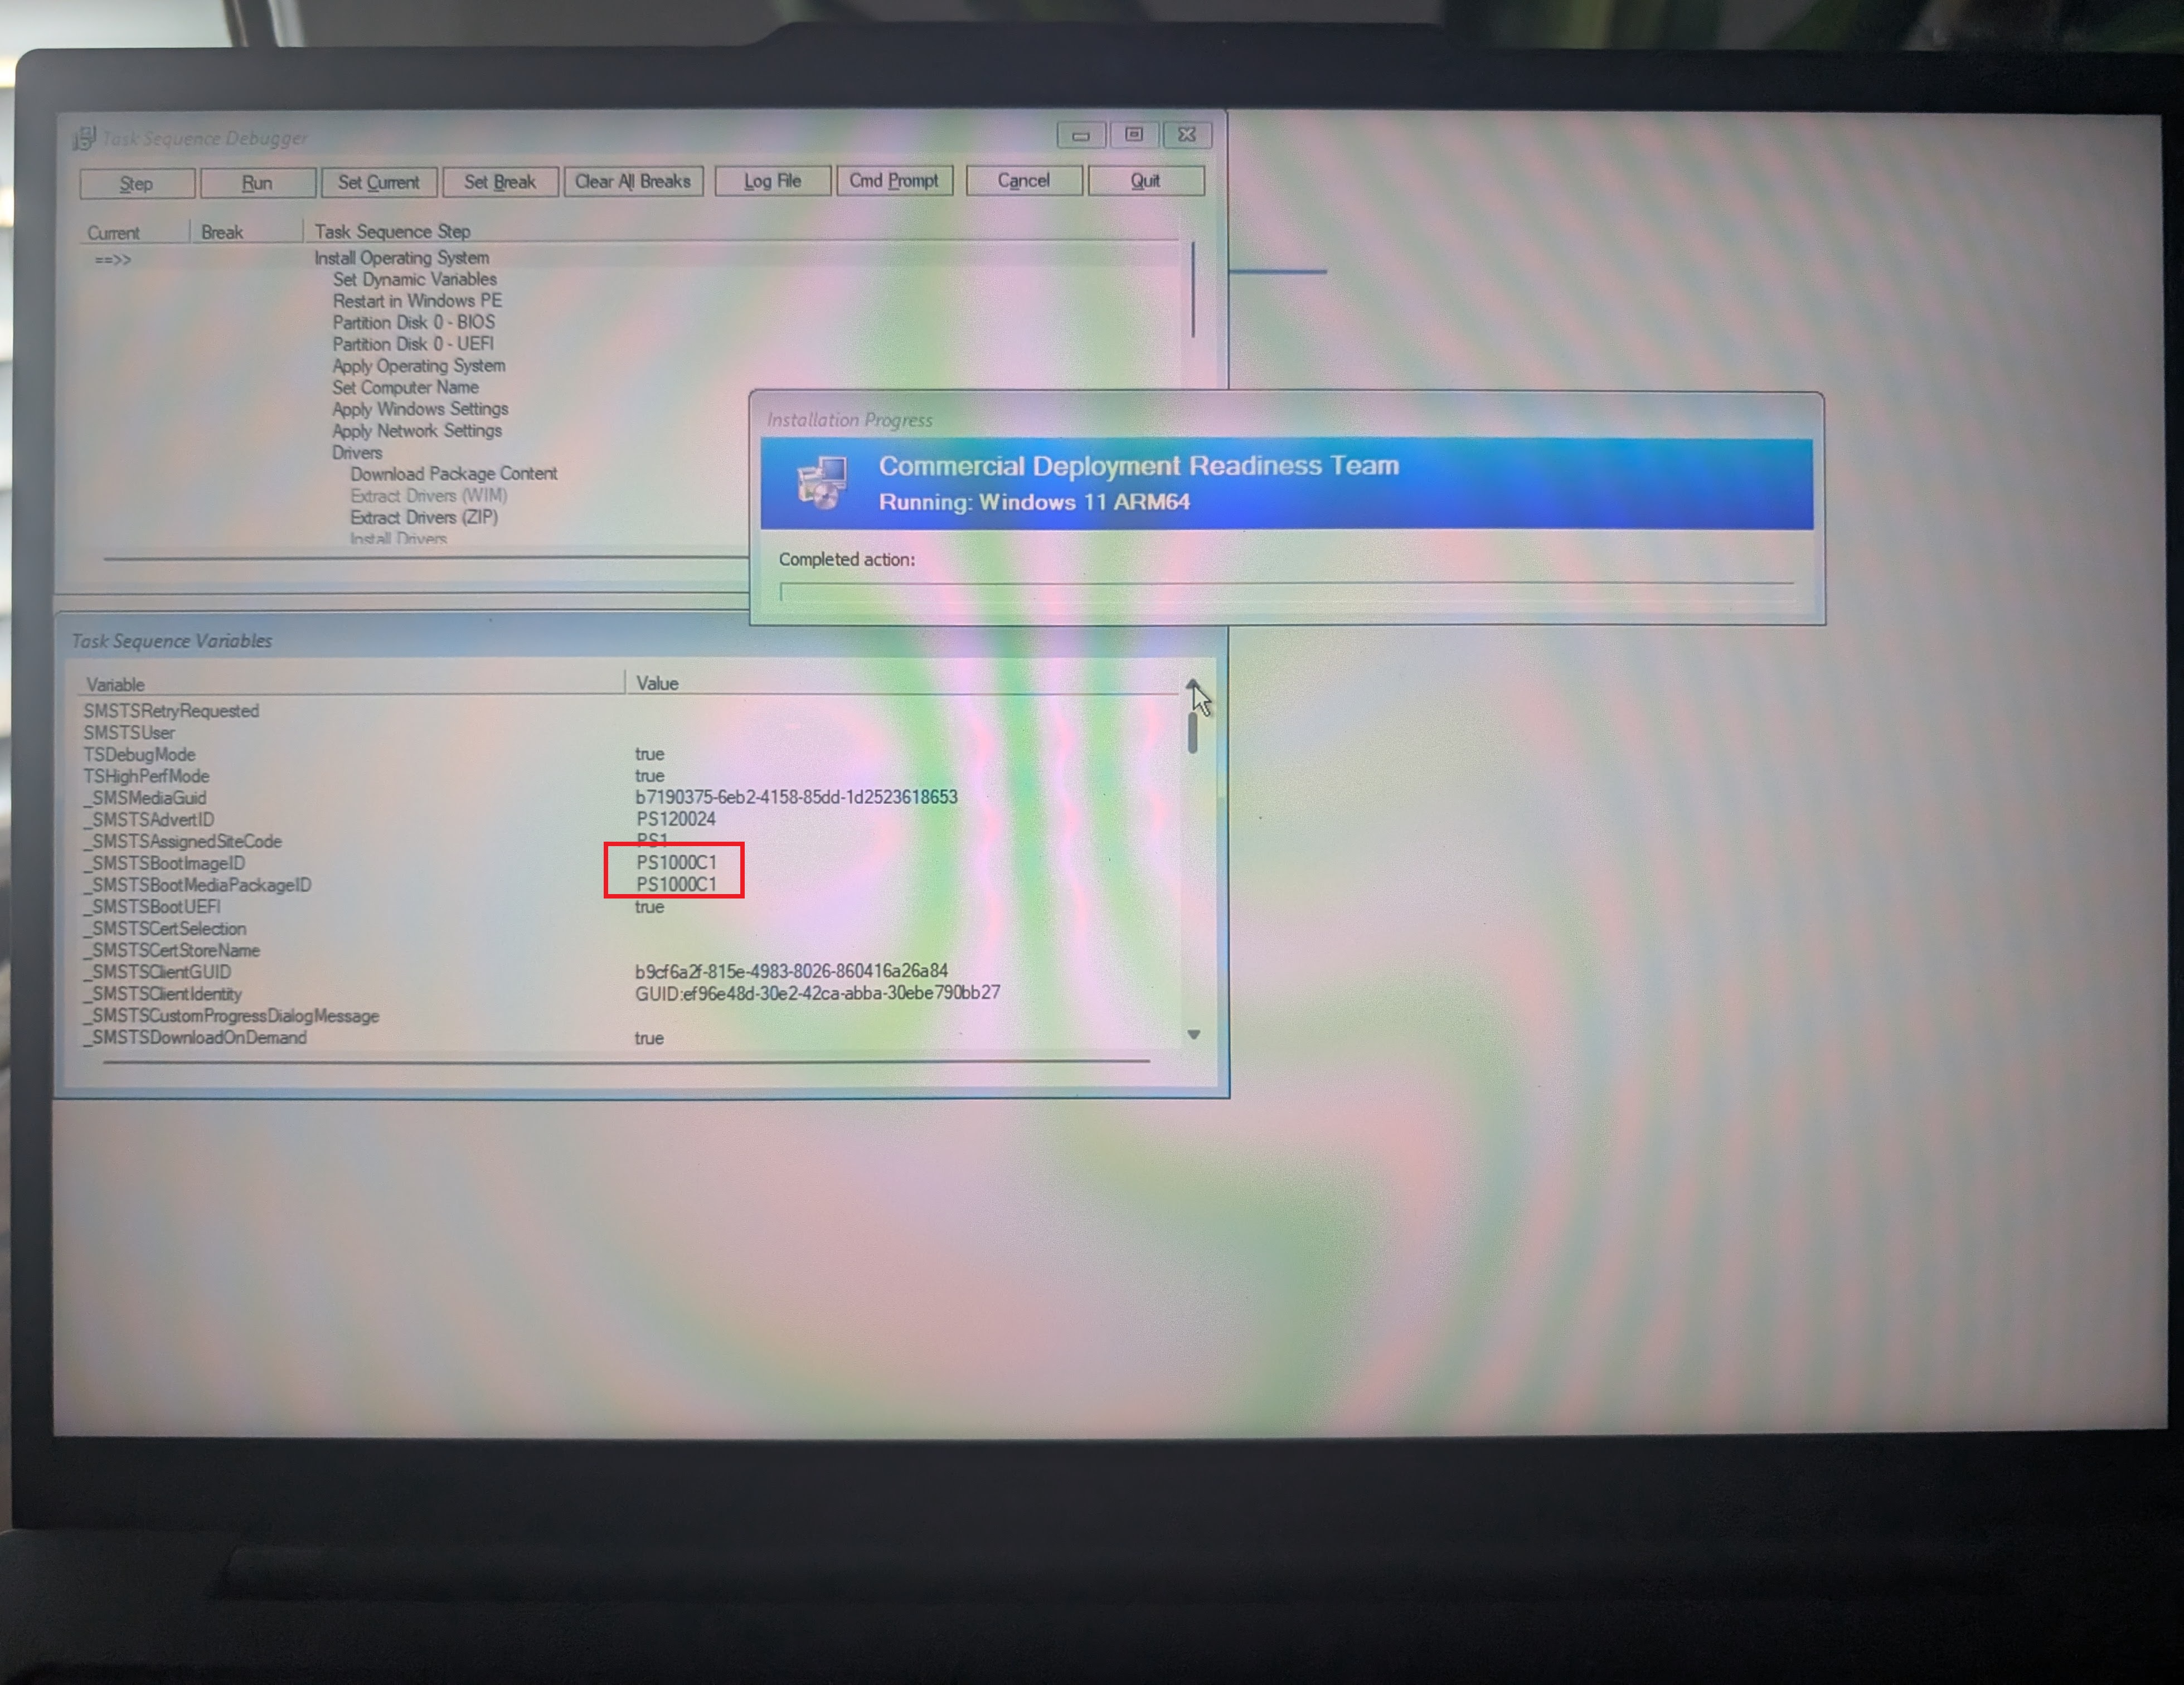 Task Sequence Debugger
Step Run Set Current Set Break Clear All Breaks Log File Cmd Prompt Cancel Quit
Current Break Task Sequence Step
==>> Install Operating System
Set Dynamic Variables
Restart in Windows PE
Partition Disk 0 - BIOS
Partition Disk 0 - UEFI
Apply Operating System
Set Computer Name
Apply Windows Settings
Apply Network Settings
Drivers
Download Package Content
Extract Drivers (WIM)
Extract Drivers (ZIP)
Install Drivers
Installation Progress
Commercial Deployment Readiness Team
Running: Windows 11 ARM64
Completed action:
Task Sequence Variables
Variable Value
SMSTSRetryRequested
SMSTSUser
TSDebugMode true
TSHighPerfMode true
_SMSMediaGuid b7190375-6eb2-4158-85dd-1d2523618653
_SMSTSAdvertID PS120024
_SMSTSAssignedSiteCode PS1
_SMSTSBootImageID PS1000C1
_SMSTSBootMediaPackageID PS1000C1
_SMSTSBootUEFI true
_SMSTSCertSelection
_SMSTSCertStoreName
_SMSTSClientGUID b9cf6a2f-815e-4983-8026-860416a26a84
_SMSTSClientIdentity GUID:ef96e48d-30e2-42ca-abba-30ebe790bb27
_SMSTSCustomProgressDialogMessage
_SMSTSDownloadOnDemand true